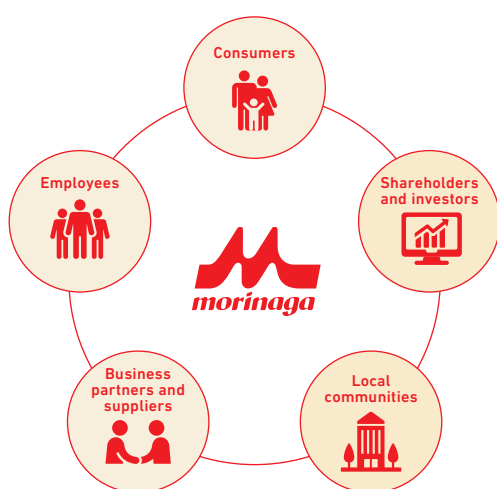 Consumers
Employees
Shareholders
and investors
morinaga
Business
partners and
suppliers
Local
communities